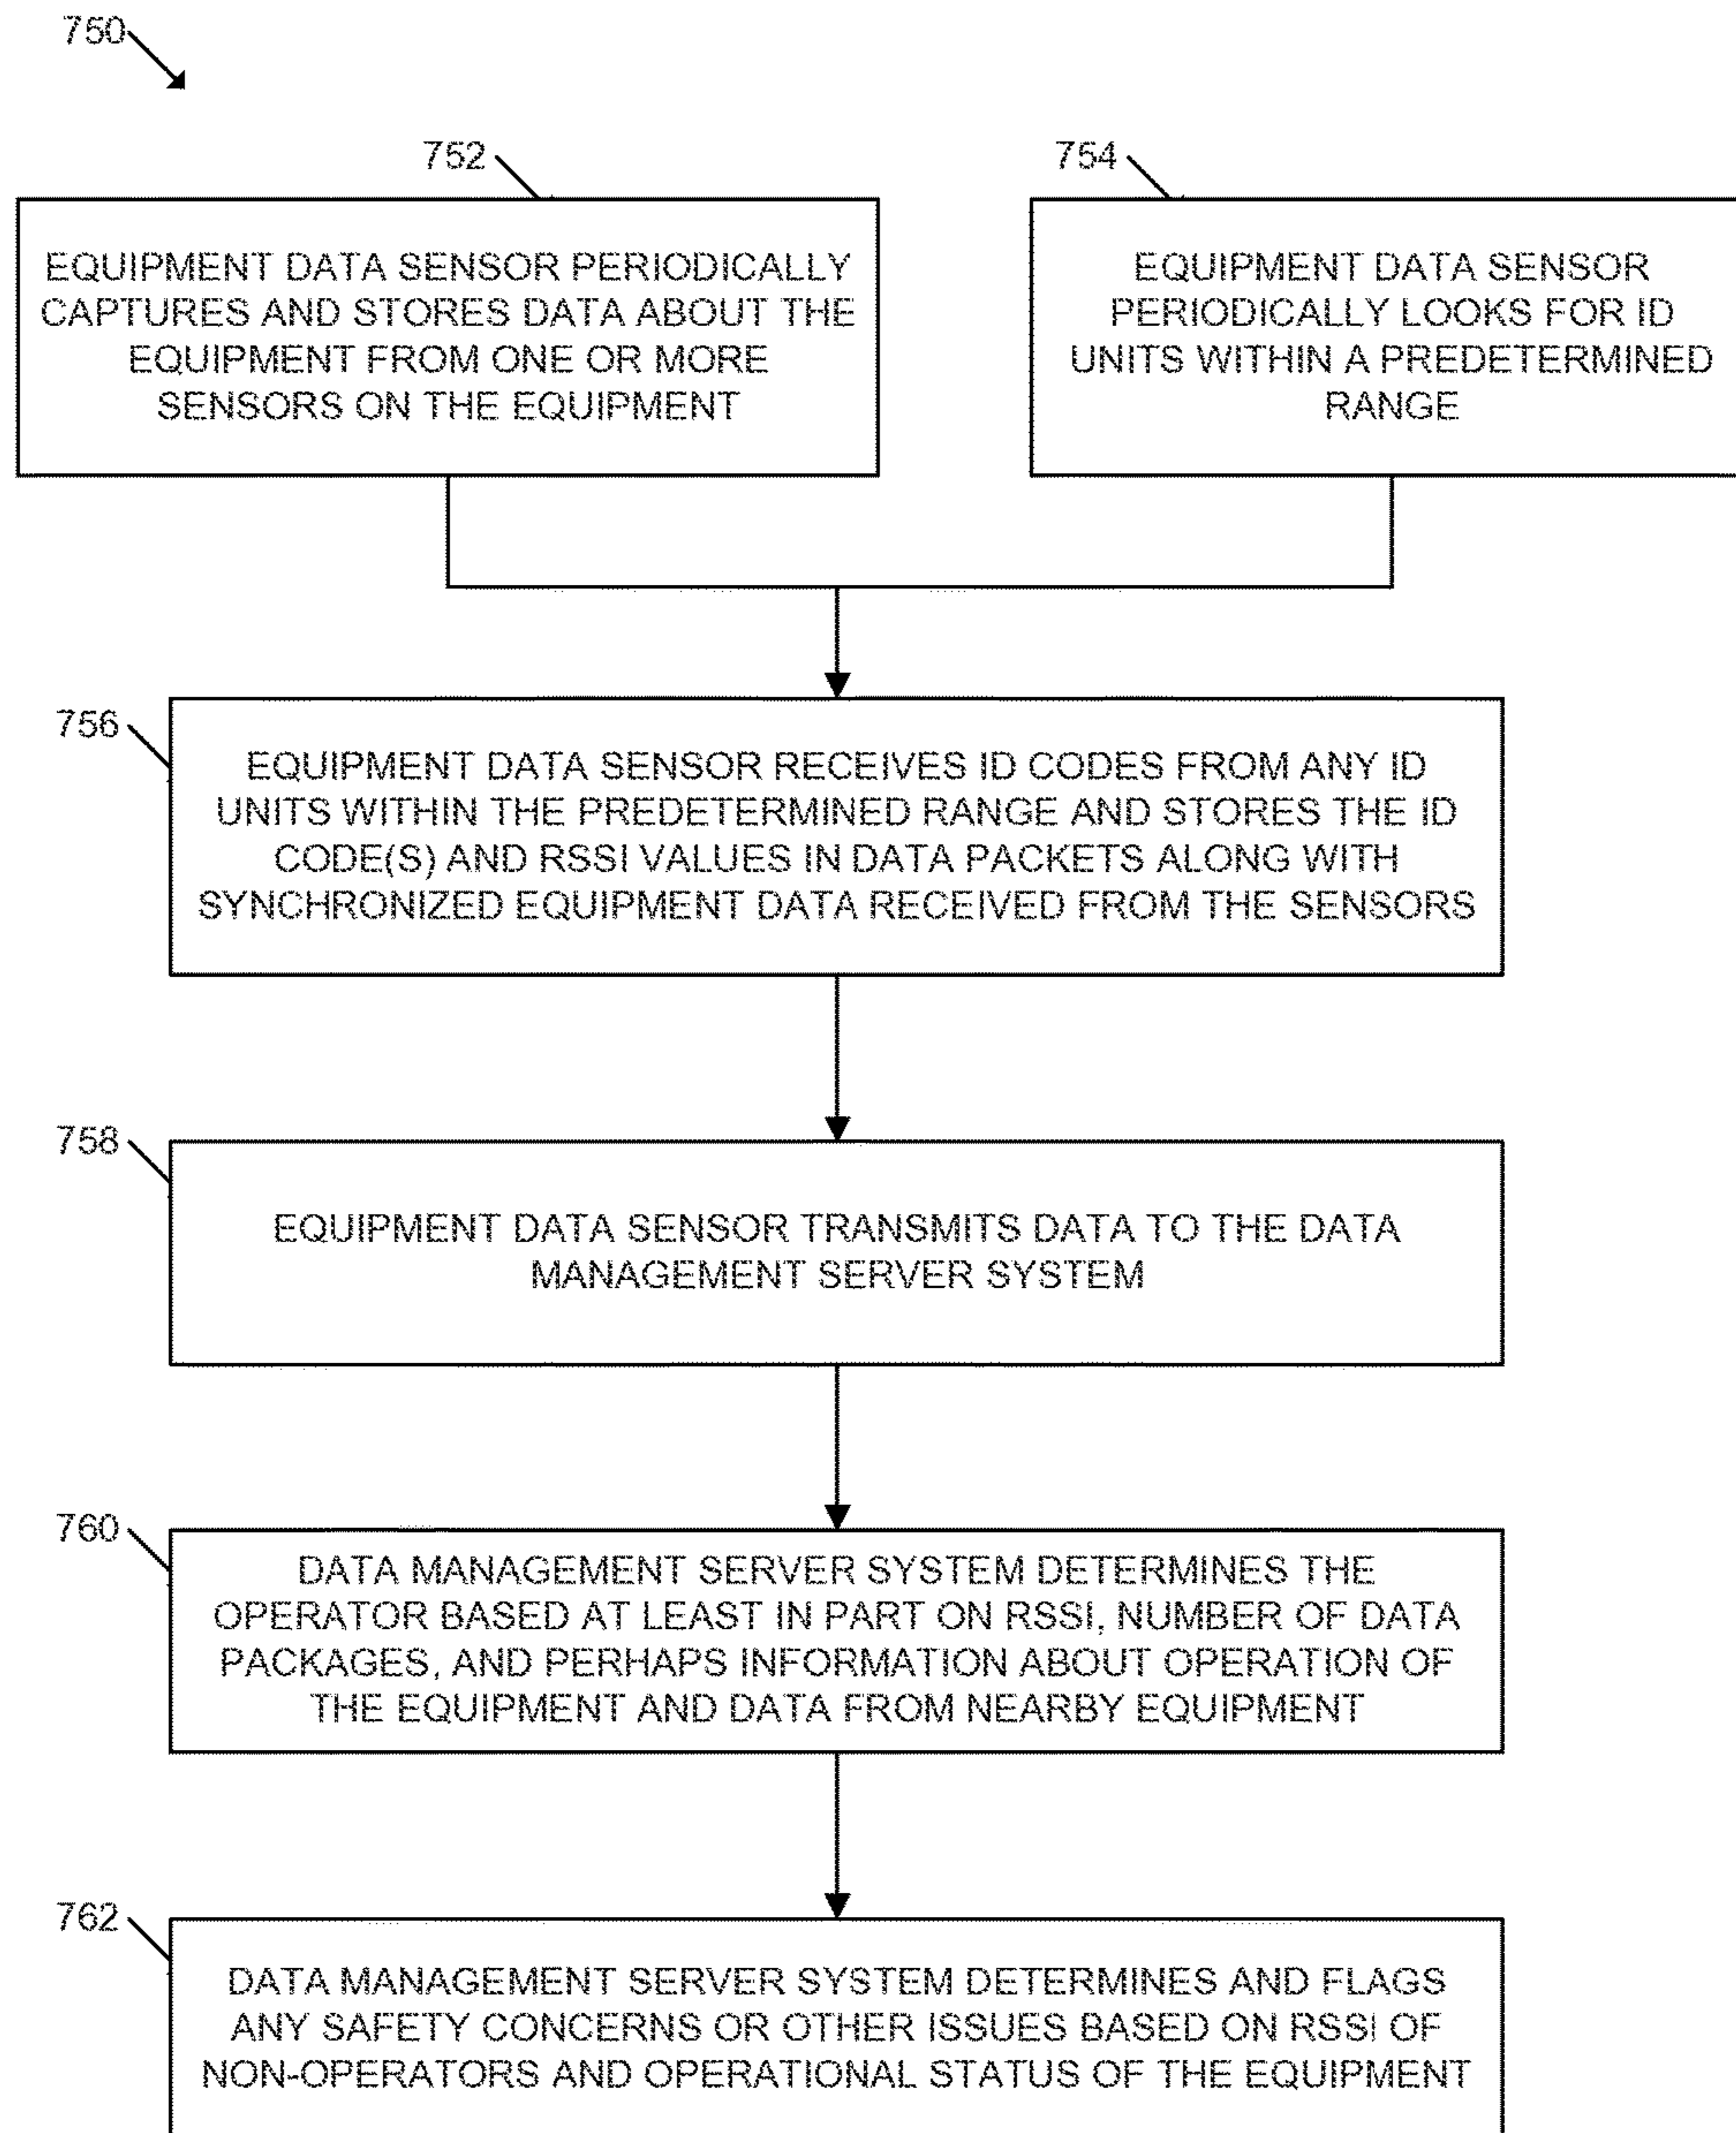 750
752
EQUIPMENT DATA SENSOR PERIODICALLY
CAPTURES AND STORES DATA ABOUT THE
EQUIPMENT FROM ONE OR MORE
SENSORS ON THE EQUIPMENT
754
EQUIPMENT DATA SENSOR
PERIODICALLY LOOKS FOR ID
UNITS WITHIN A PREDETERMINED
RANGE
756
EQUIPMENT DATA SENSOR RECEIVES ID CODES FROM ANY ID
UNITS WITHIN THE PREDETERMINED RANGE AND STORES THE ID
CODE(S) AND RSSI VALUES IN DATA PACKETS ALONG WITH
SYNCHRONIZED EQUIPMENT DATA RECEIVED FROM THE SENSORS
758
EQUIPMENT DATA SENSOR TRANSMITS DATA TO THE DATA
MANAGEMENT SERVER SYSTEM
760
DATA MANAGEMENT SERVER SYSTEM DETERMINES THE
OPERATOR BASED AT LEAST IN PART ON RSSI, NUMBER OF DATA
PACKAGES, AND PERHAPS INFORMATION ABOUT OPERATION OF
THE EQUIPMENT AND DATA FROM NEARBY EQUIPMENT
762
DATA MANAGEMENT SERVER SYSTEM DETERMINES AND FLAGS
ANY SAFETY CONCERNS OR OTHER ISSUES BASED ON RSSI OF
NON-OPERATORS AND OPERATIONAL STATUS OF THE EQUIPMENT